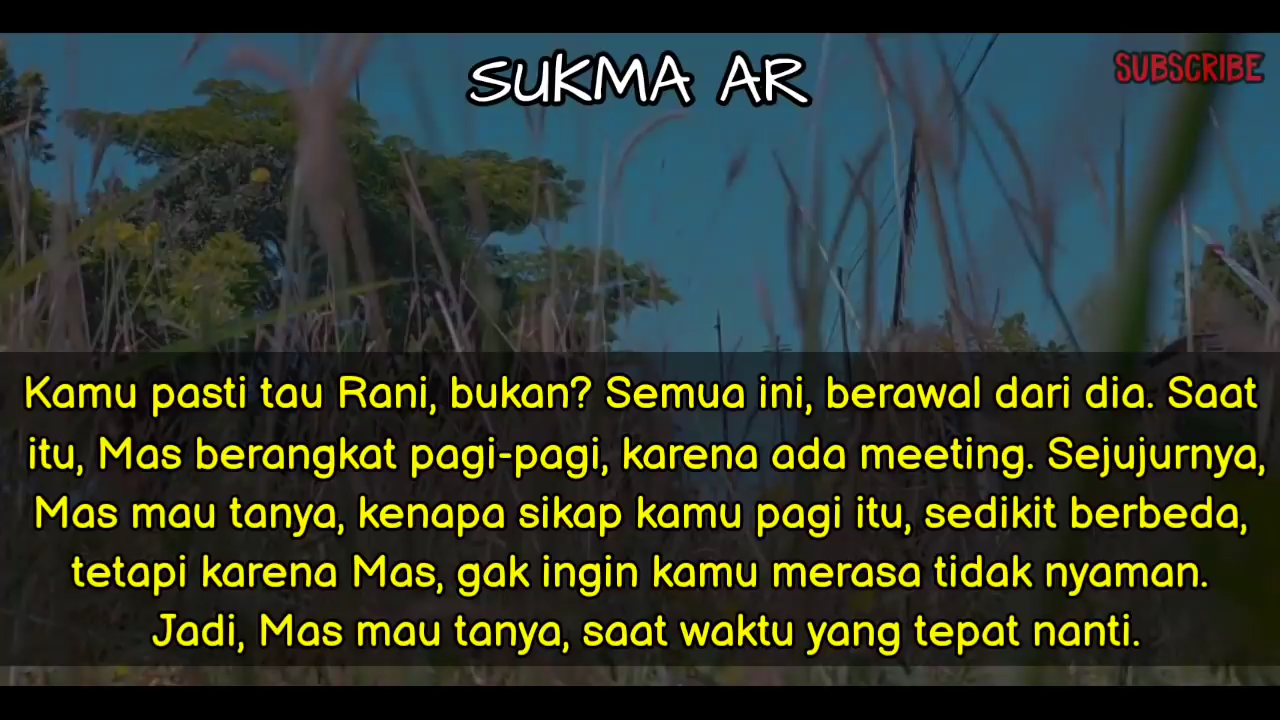 SUKMA AR
SUBSCRIBE
Kamu pasti tau Rani, bukan? Semua ini, berawal dari dia. Saat
itu, Mas berangkat pagi-pagi, karena ada meeting. Sejujurnya,
Mas mau tanya, kenapa sikap kamu pagi itu, sedikit berbeda,
tetapi karena Mas, gak ingin kamu merasa tidak nyaman.
Jadi, Mas mau tanya, saat waktu yang tepat nanti.